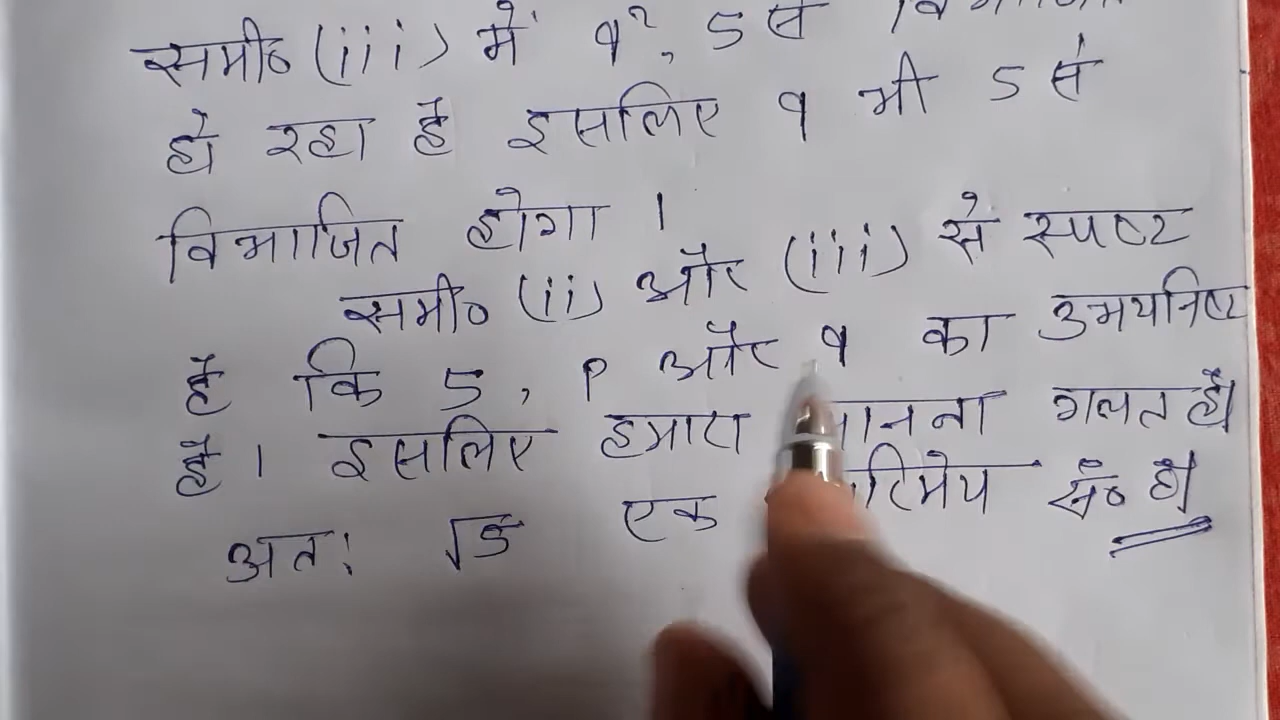 समी० (iii) में q², 5 से
हो रहा है इसलिए q भी 5 से
विभाजित होगा ।
समी० (ii) और (iii) से स्पष्ट
है कि 5, p और q का उभयनिष्ट
है । इसलिए हमारा मानना गलत है।
अत: √5 एक सं० है।